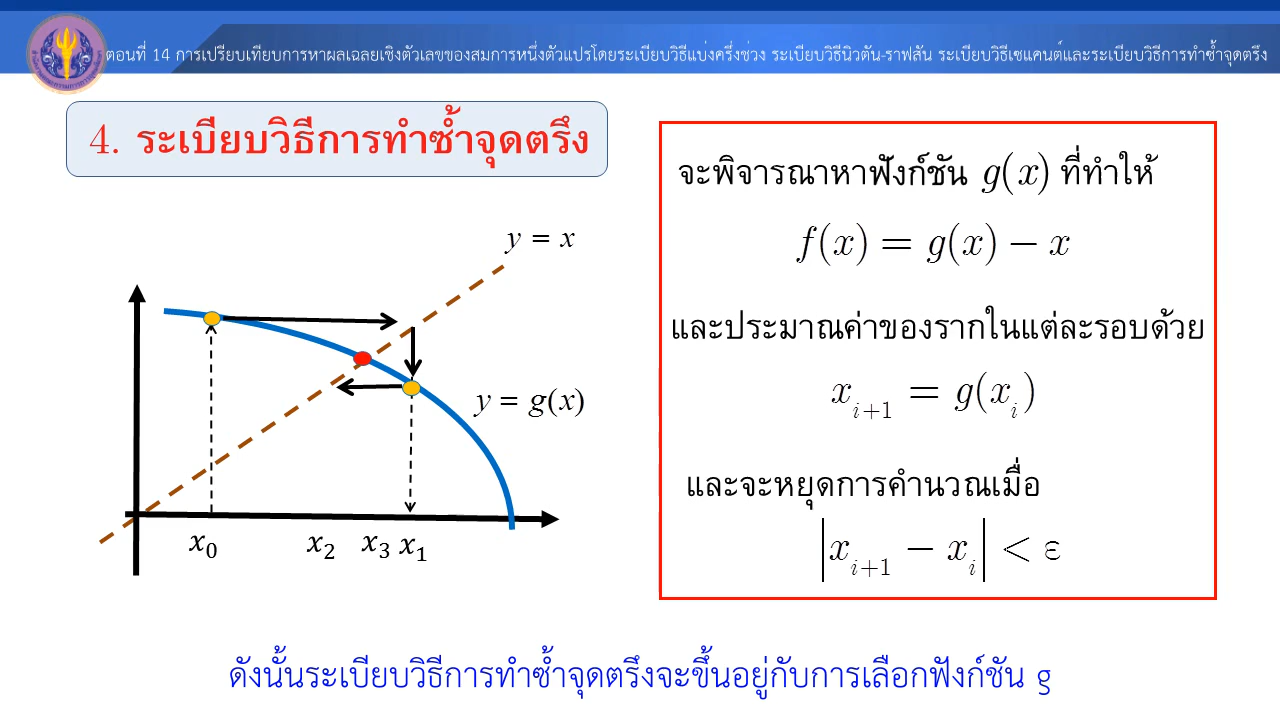 ตอนที่ 14 การเปรียบเทียบการหาผลเฉลยเชิงตัวเลขของสมการหนึ่งตัวแปรโดยระเบียบวิธีแบ่งครึ่งช่วง ระเบียบวิธีนิวตัน-ราฟสัน ระเบียบวิธีเซแคนต์และระเบียบวิธีการทำซ้ำจุดตรึง
4. ระเบียบวิธีการทำซ้ำจุดตรึง
y = x
y = g(x)
x₀ x₂ x₃ x₁
จะพิจารณาหาฟังก์ชัน g(x) ที่ทำให้
f(x) = g(x) − x
และประมาณค่าของรากในแต่ละรอบด้วย
xᵢ₊₁ = g(xᵢ)
และจะหยุดการคำนวณเมื่อ
|xᵢ₊₁ − xᵢ| < ε
ดังนั้นระเบียบวิธีการทำซ้ำจุดตรึงจะขึ้นอยู่กับการเลือกฟังก์ชัน g